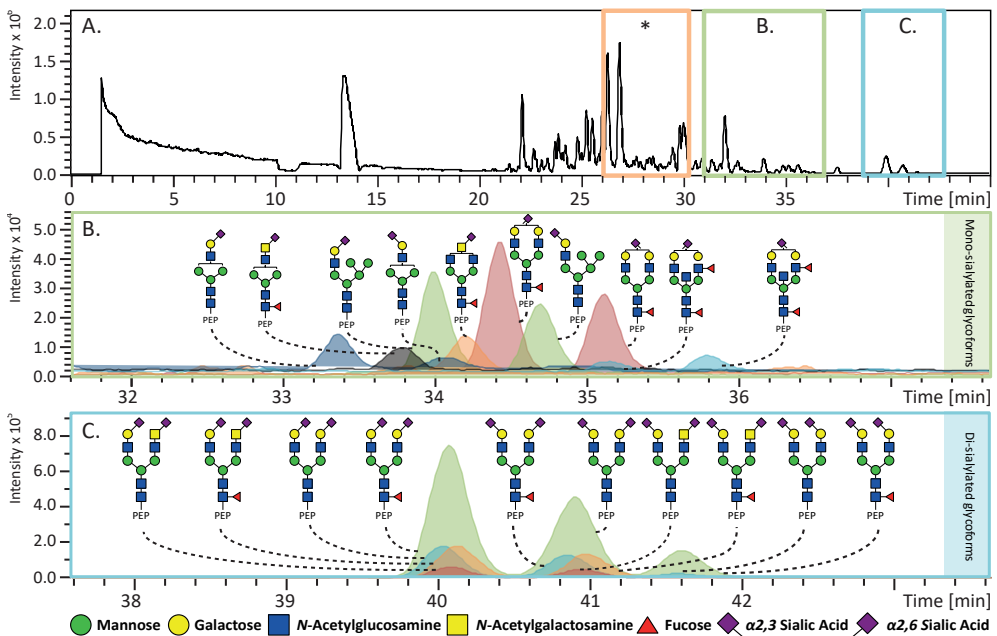 A.
*
B.
C.
Intensity x 10⁶
2.0
1.5
1.0
0.5
0.0
0 5 10 15 20 25 30 35 Time [min]
B.
Intensity x 10⁴
5.0
4.0
3.0
2.0
1.0
0.0
PEP PEP PEP PEP PEP PEP PEP PEP PEP PEP
Mono-sialylated glycoforms
32 33 34 35 36 Time [min]
C.
Intensity x 10⁵
8.0
6.0
4.0
2.0
0.0
PEP PEP PEP PEP PEP PEP PEP PEP PEP PEP
Di-sialylated glycoforms
38 39 40 41 42 Time [min]
Mannose Galactose N-Acetylglucosamine N-Acetylgalactosamine Fucose α2,3 Sialic Acid α2,6 Sialic Acid